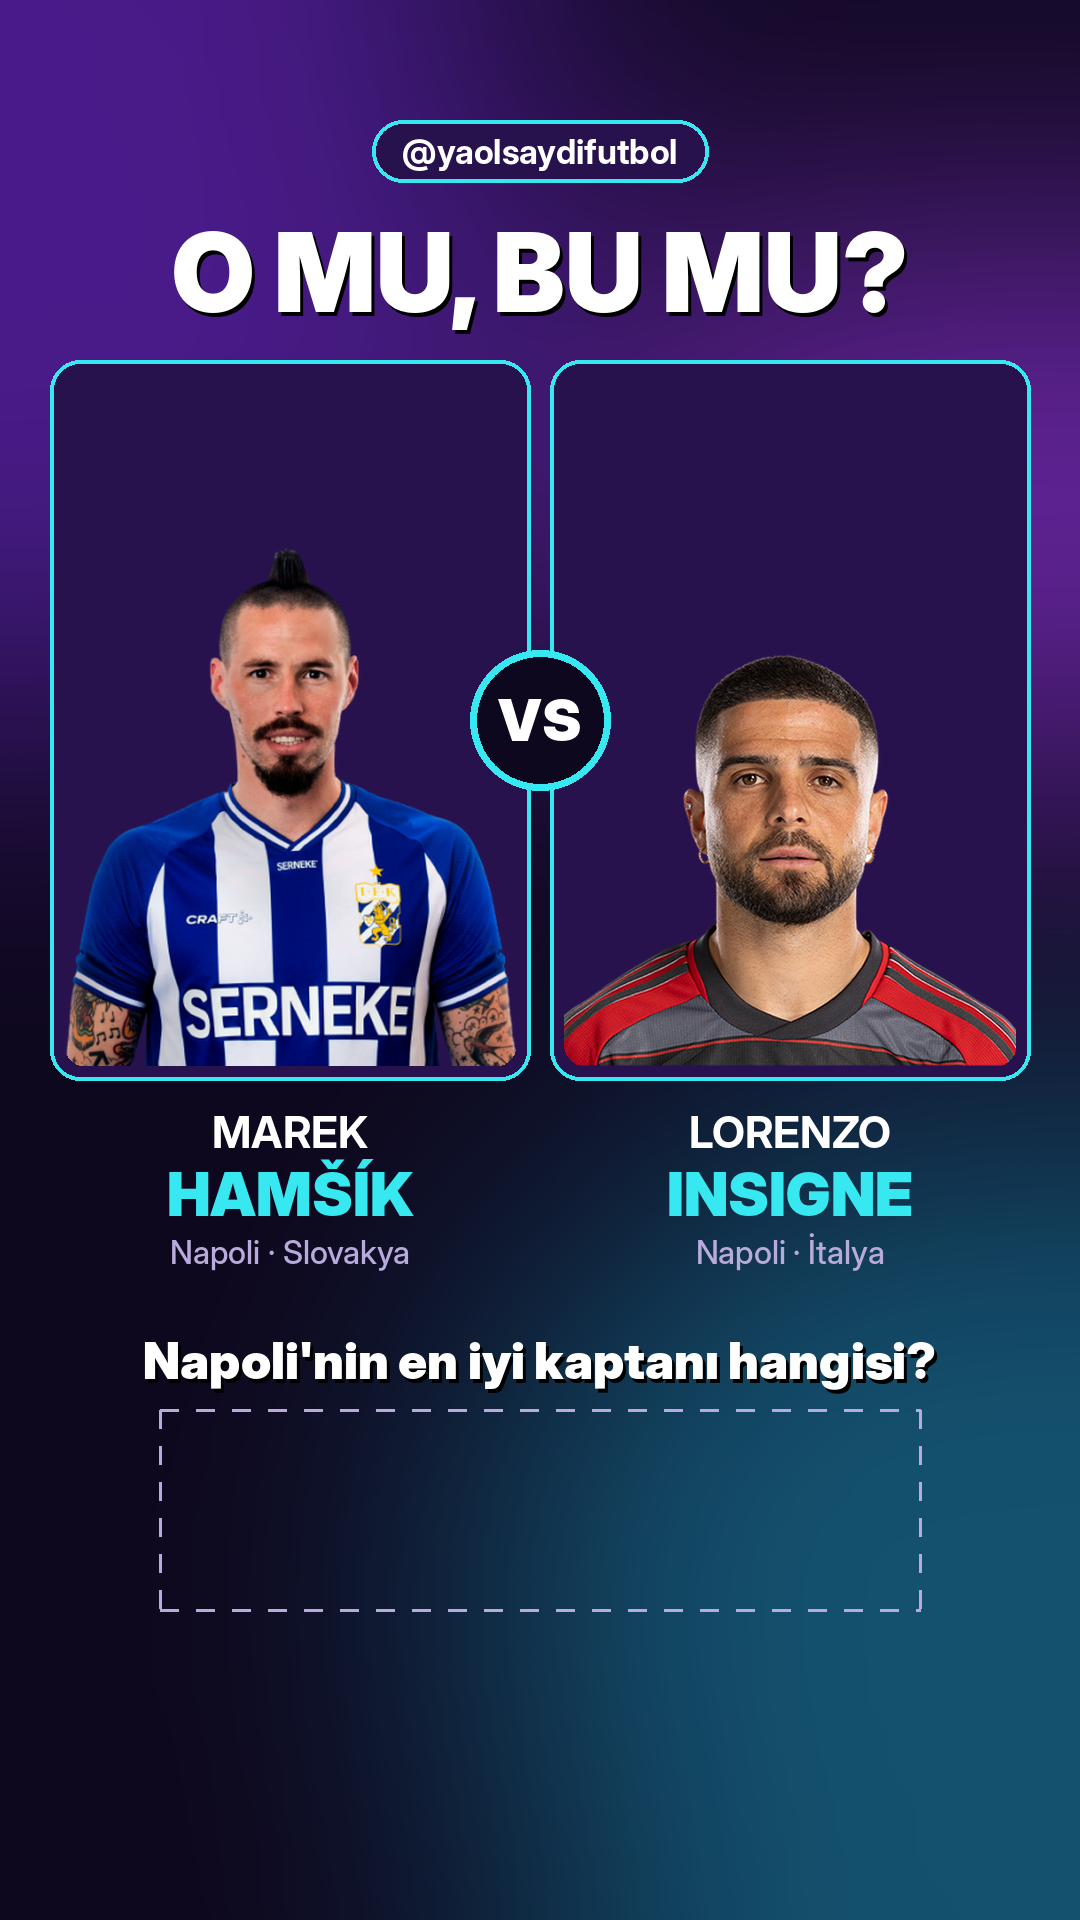 @yaolsaydifutbol
O MU, BU MU?
VS
SERNEKE
CRAFT
I F K
SERNEKE
MAREK
HAMŠÍK
Napoli · Slovakya
LORENZO
INSIGNE
Napoli · İtalya
Napoli'nin en iyi kaptanı hangisi?